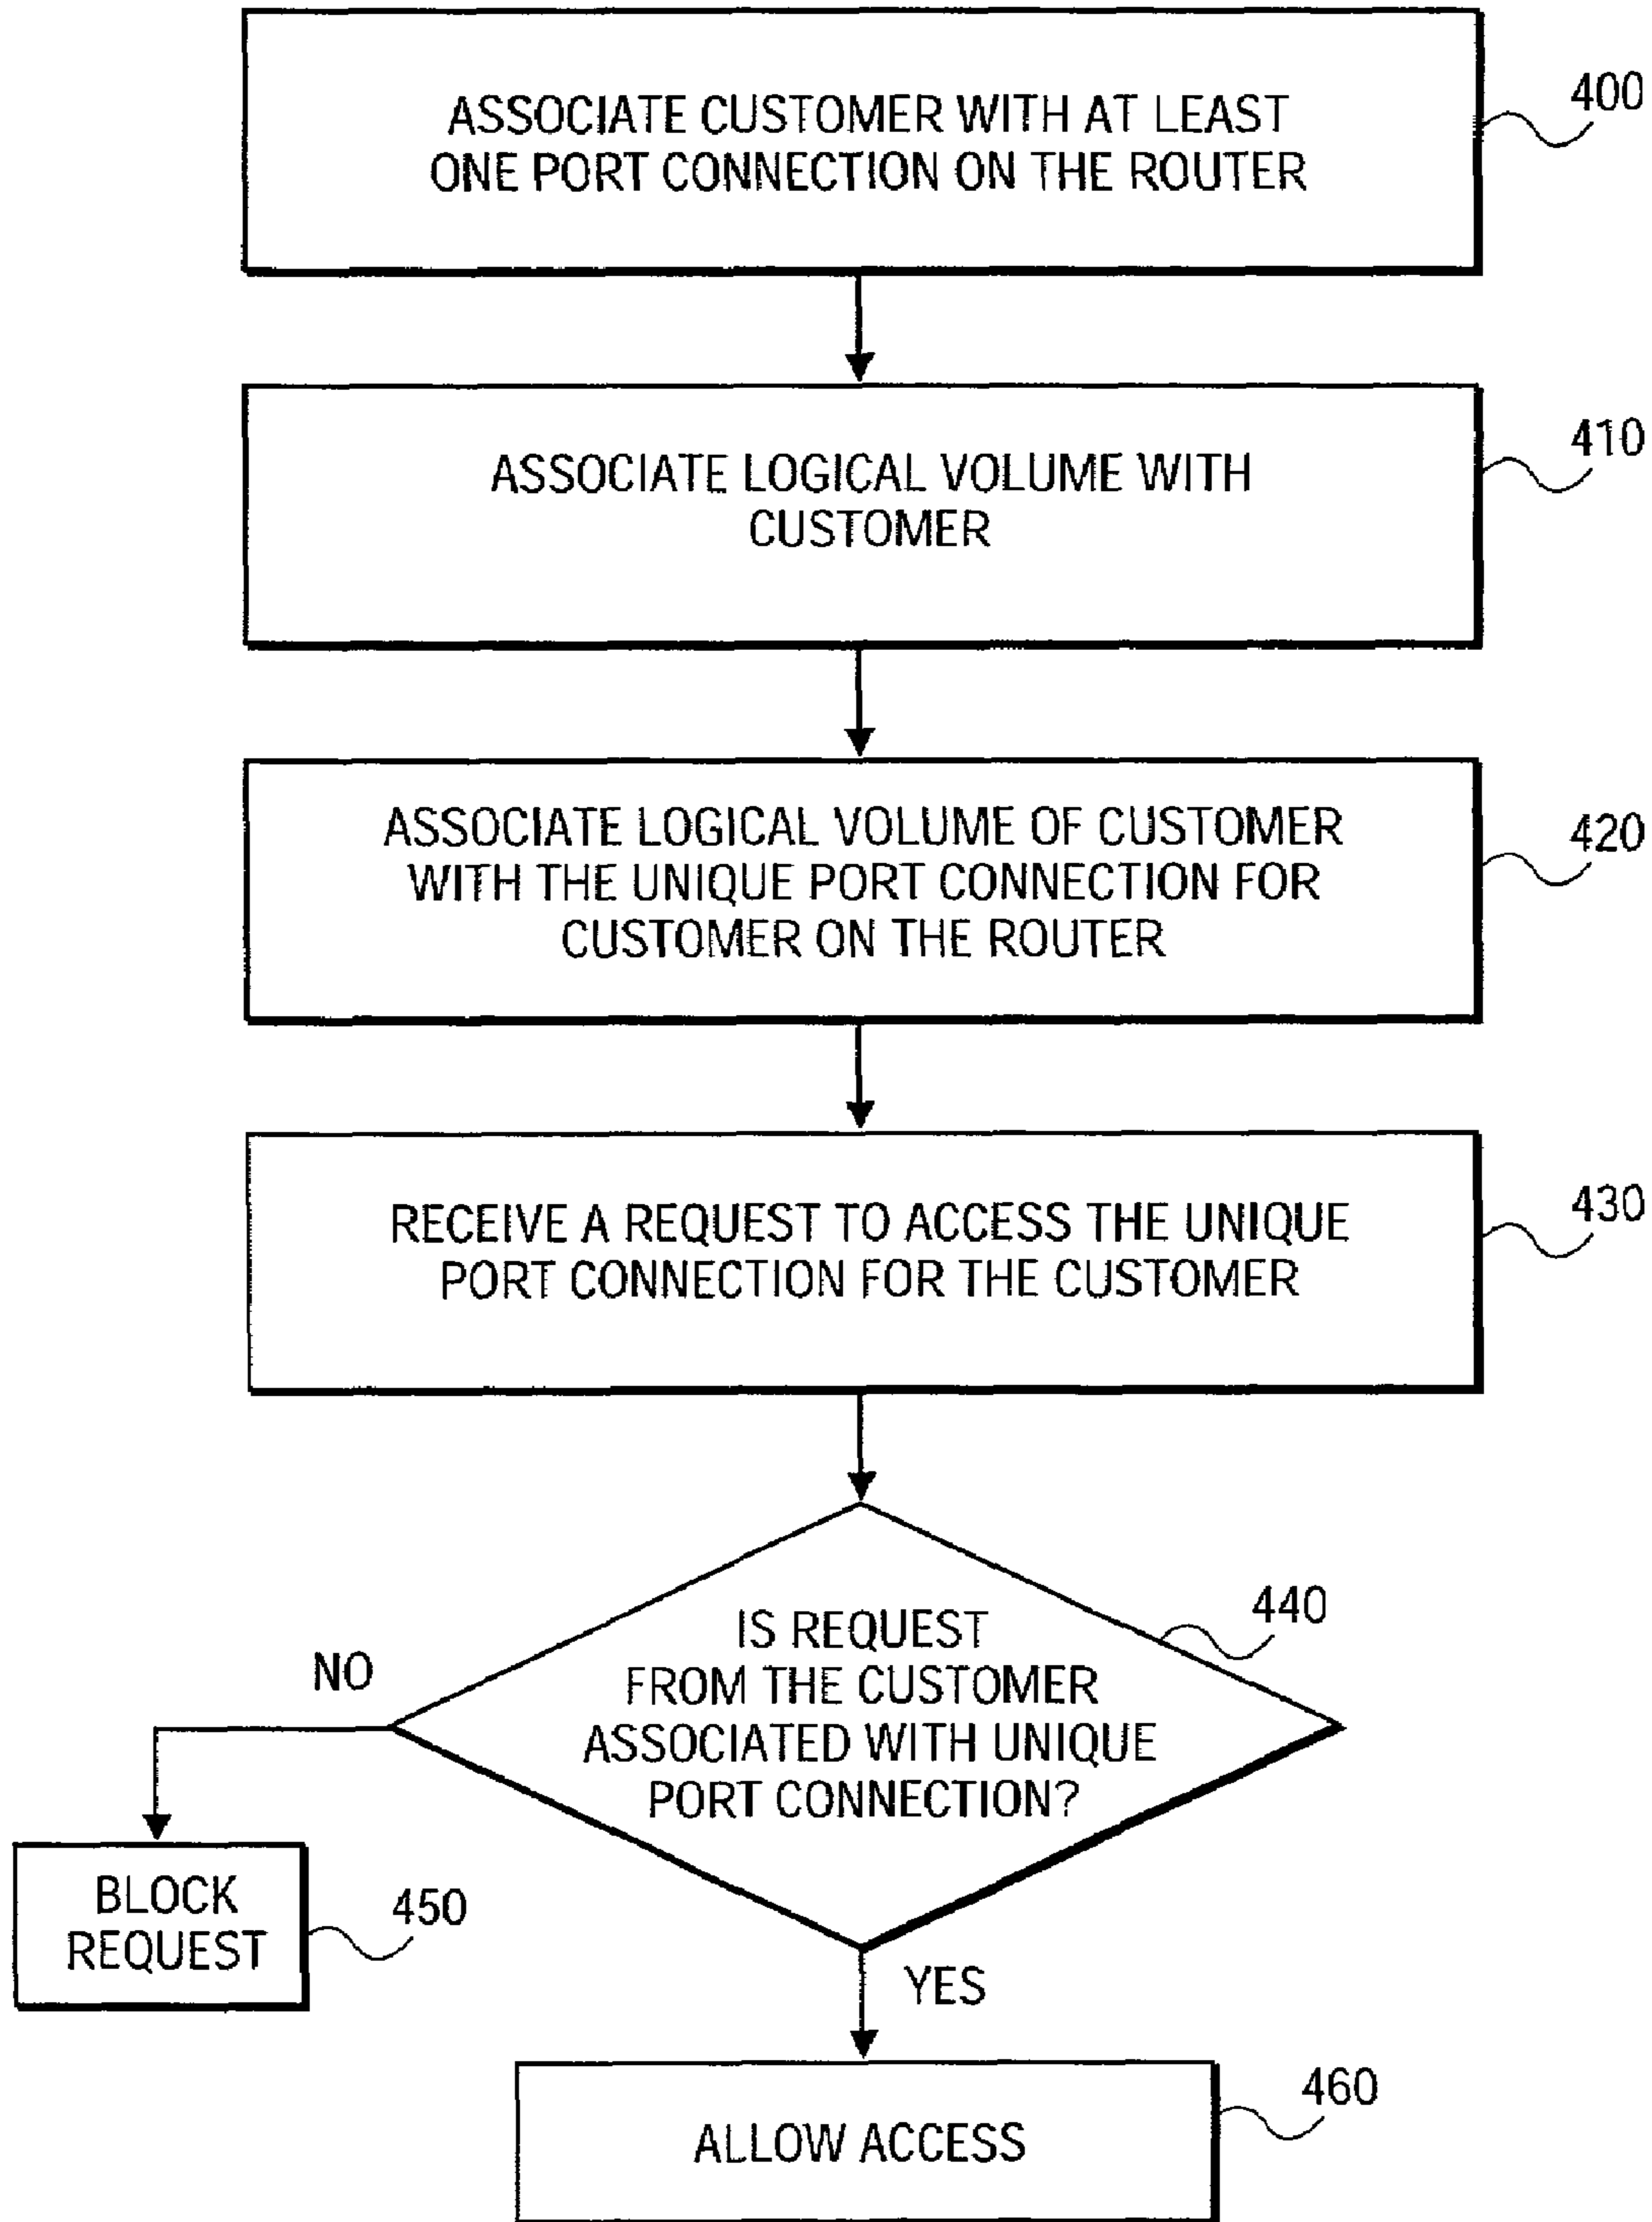 ASSOCIATE CUSTOMER WITH AT LEAST
ONE PORT CONNECTION ON THE ROUTER
400
ASSOCIATE LOGICAL VOLUME WITH
CUSTOMER
410
ASSOCIATE LOGICAL VOLUME OF CUSTOMER
WITH THE UNIQUE PORT CONNECTION FOR
CUSTOMER ON THE ROUTER
420
RECEIVE A REQUEST TO ACCESS THE UNIQUE
PORT CONNECTION FOR THE CUSTOMER
430
IS REQUEST
FROM THE CUSTOMER
ASSOCIATED WITH UNIQUE
PORT CONNECTION?
440
NO
BLOCK
REQUEST
450
YES
ALLOW ACCESS
460